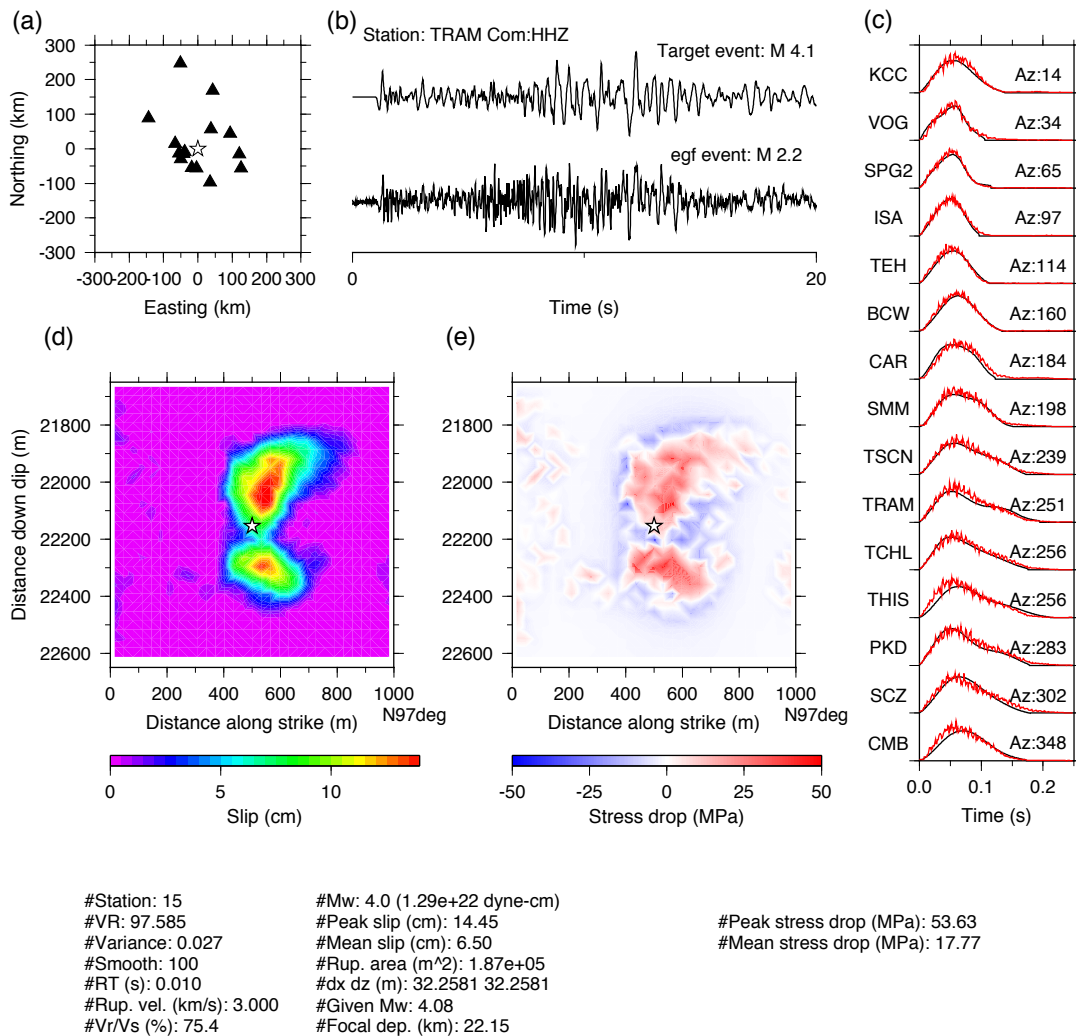 (a)
Northing (km)
300
200
100
0
-100
-200
-300
-300
-200
-100
0
100
200
300
Easting (km)
(b)
Station: TRAM Com:HHZ
Target event: M 4.1
egf event: M 2.2
0
20
Time (s)
(c)
KCC Az:14
VOG Az:34
SPG2 Az:65
ISA Az:97
TEH Az:114
BCW Az:160
CAR Az:184
SMM Az:198
TSCN Az:239
TRAM Az:251
TCHL Az:256
THIS Az:256
PKD Az:283
SCZ Az:302
CMB Az:348
0.0 0.1 0.2
Time (s)
(d)
Distance down dip (m)
21800
22000
22200
22400
22600
0 200 400 600 800 1000
Distance along strike (m)
N97deg
0 5 10
Slip (cm)
(e)
21800
22000
22200
22400
22600
0 200 400 600 800 1000
Distance along strike (m)
N97deg
-50 -25 0 25 50
Stress drop (MPa)
#Station: 15
#VR: 97.585
#Variance: 0.027
#Smooth: 100
#RT (s): 0.010
#Rup. vel. (km/s): 3.000
#Vr/Vs (%): 75.4
#Mw: 4.0 (1.29e+22 dyne-cm)
#Peak slip (cm): 14.45
#Mean slip (cm): 6.50
#Rup. area (m^2): 1.87e+05
#dx dz (m): 32.2581 32.2581
#Given Mw: 4.08
#Focal dep. (km): 22.15
#Peak stress drop (MPa): 53.63
#Mean stress drop (MPa): 17.77